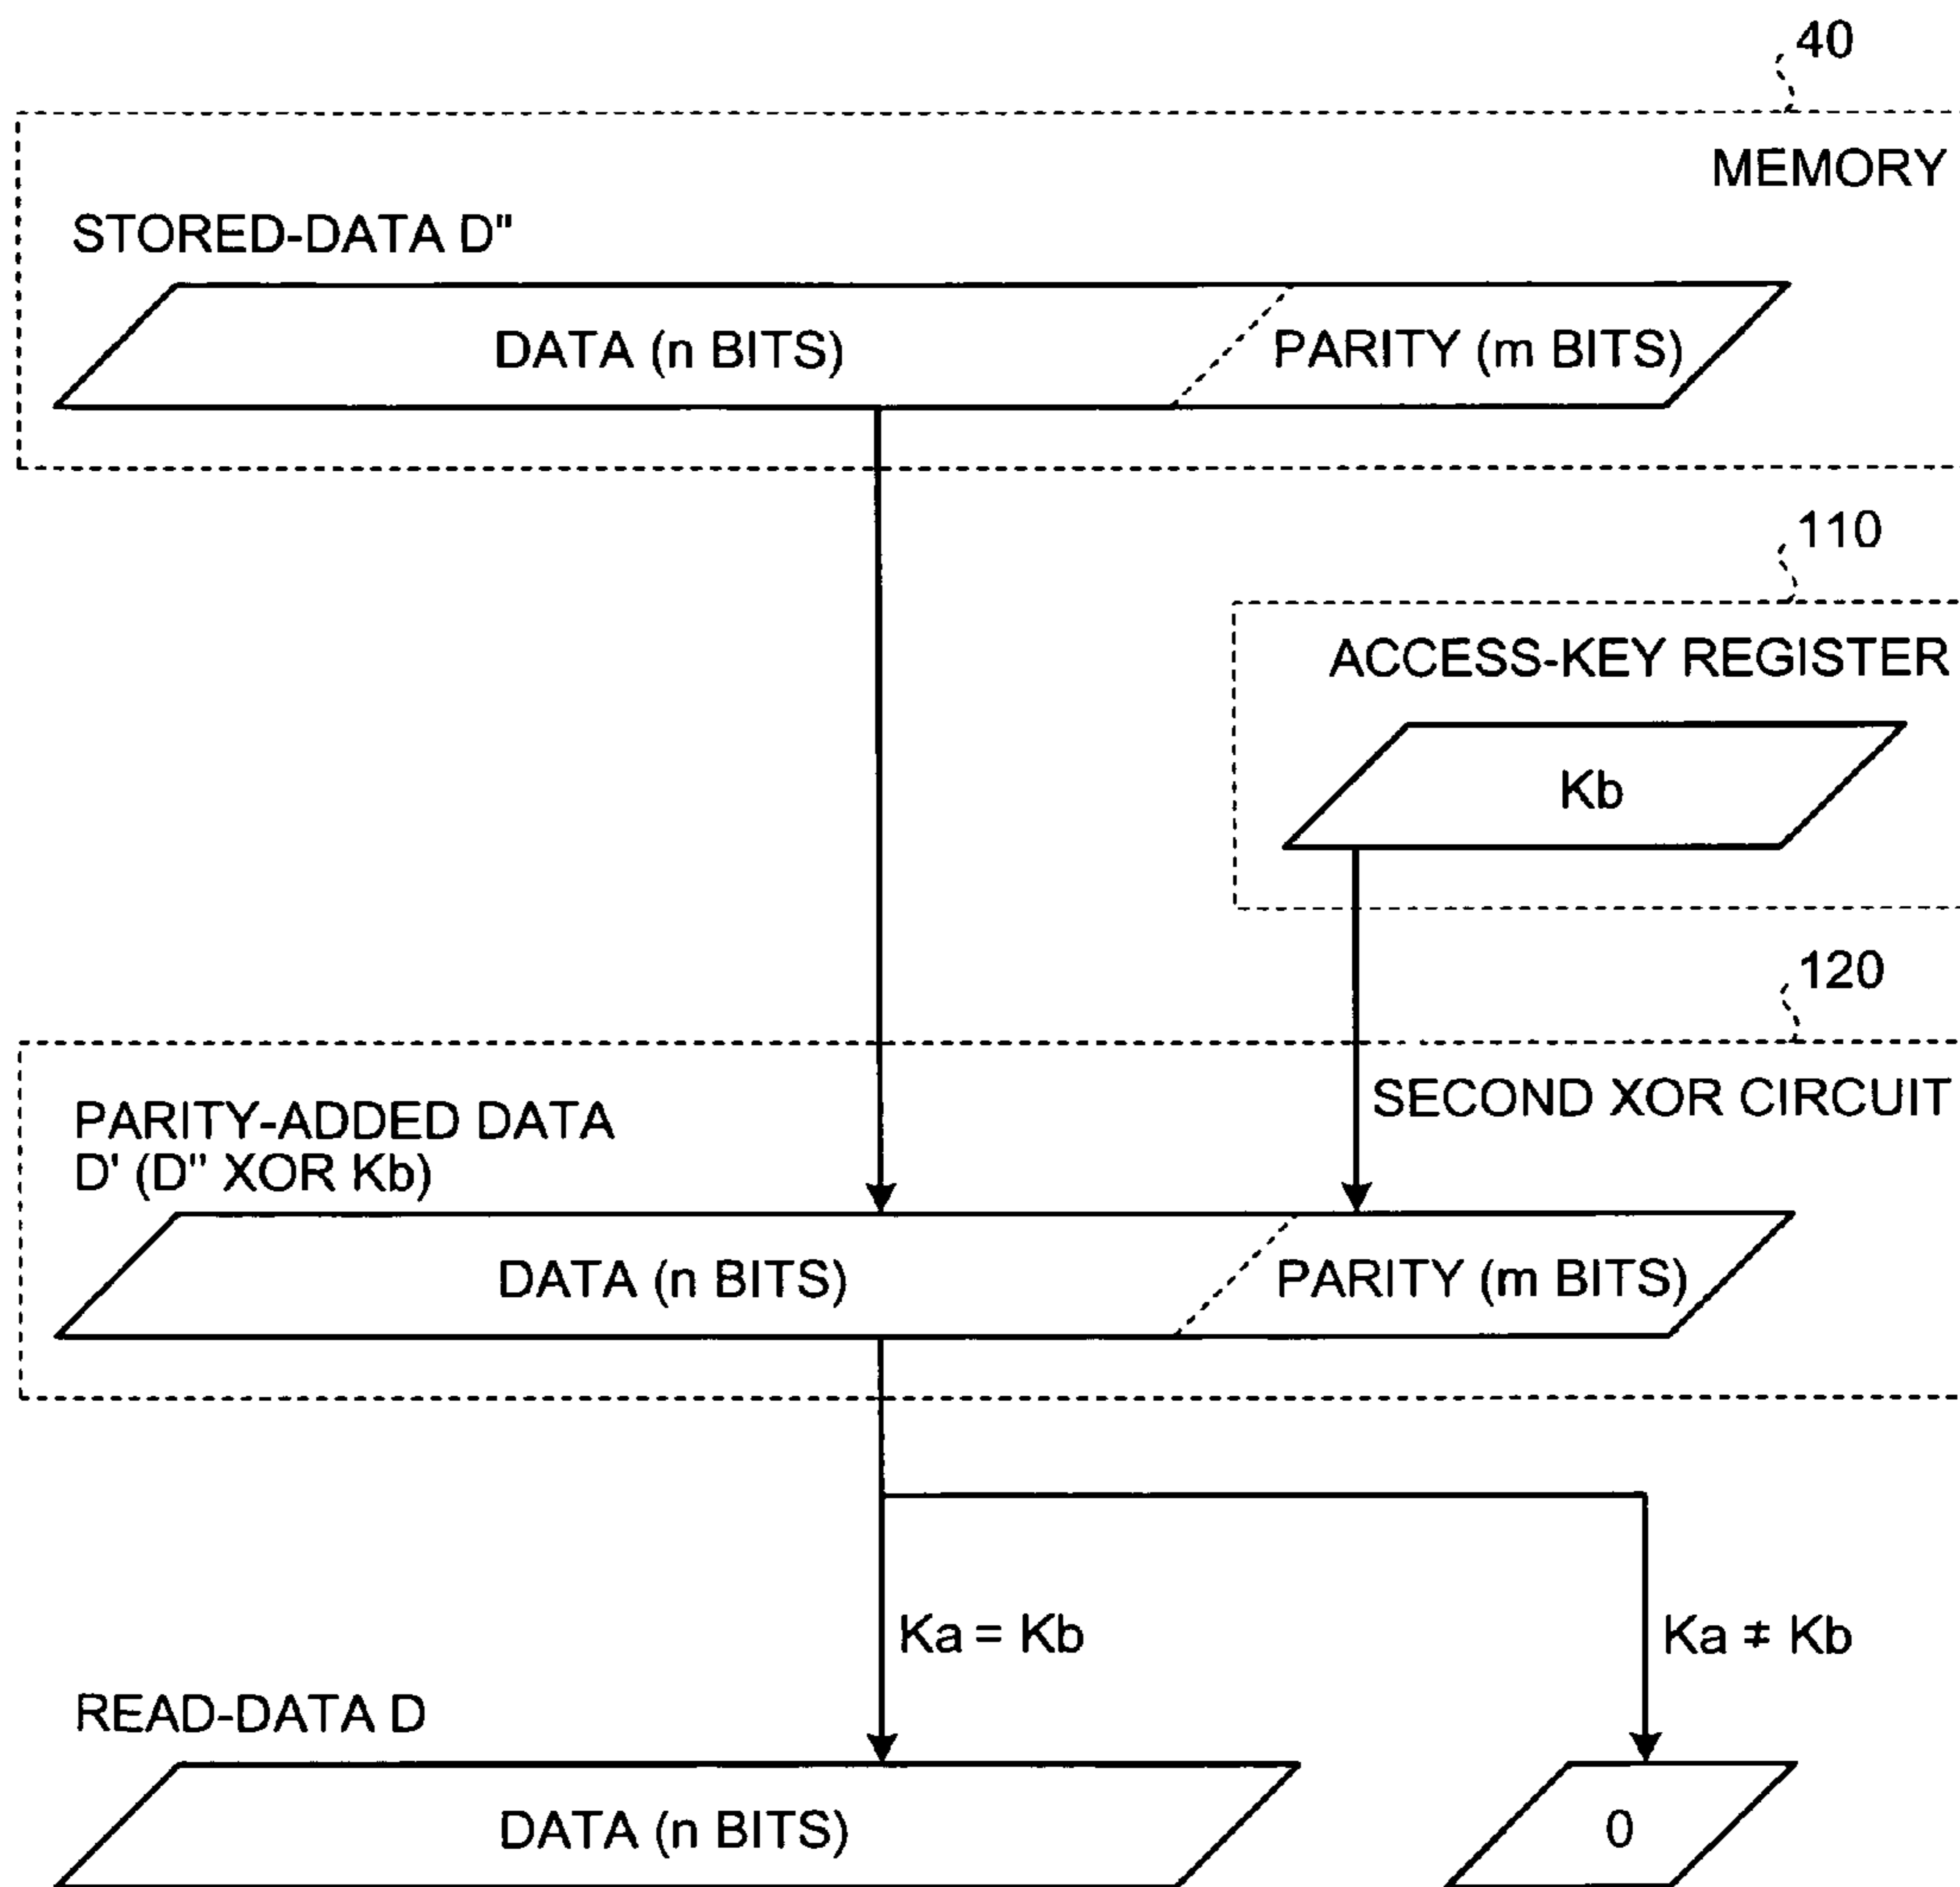 40
MEMORY
STORED-DATA D"
DATA (n BITS)
PARITY (m BITS)
110
ACCESS-KEY REGISTER
Kb
120
SECOND XOR CIRCUIT
PARITY-ADDED DATA
D' (D" XOR Kb)
DATA (n BITS)
PARITY (m BITS)
Ka = Kb
Ka ≠ Kb
READ-DATA D
DATA (n BITS)
0